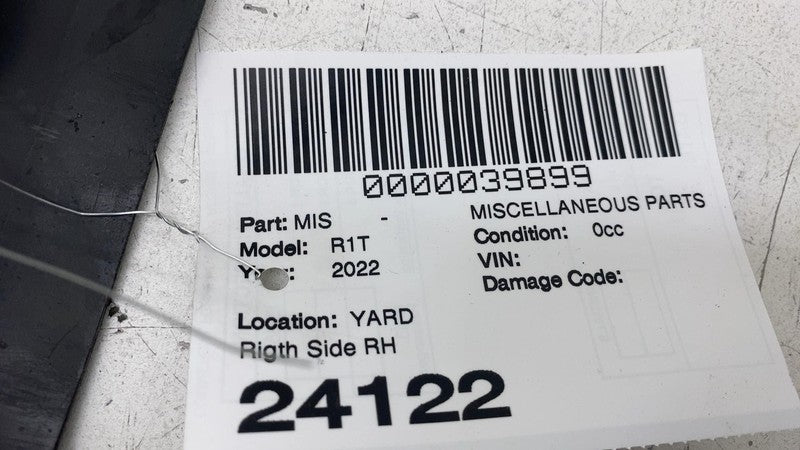 0000039899
Part: MIS - MISCELLANEOUS PARTS
Model: R1T Condition: 0cc
2022 VIN:
Damage Code:
Location: YARD
Rigth Side RH
24122